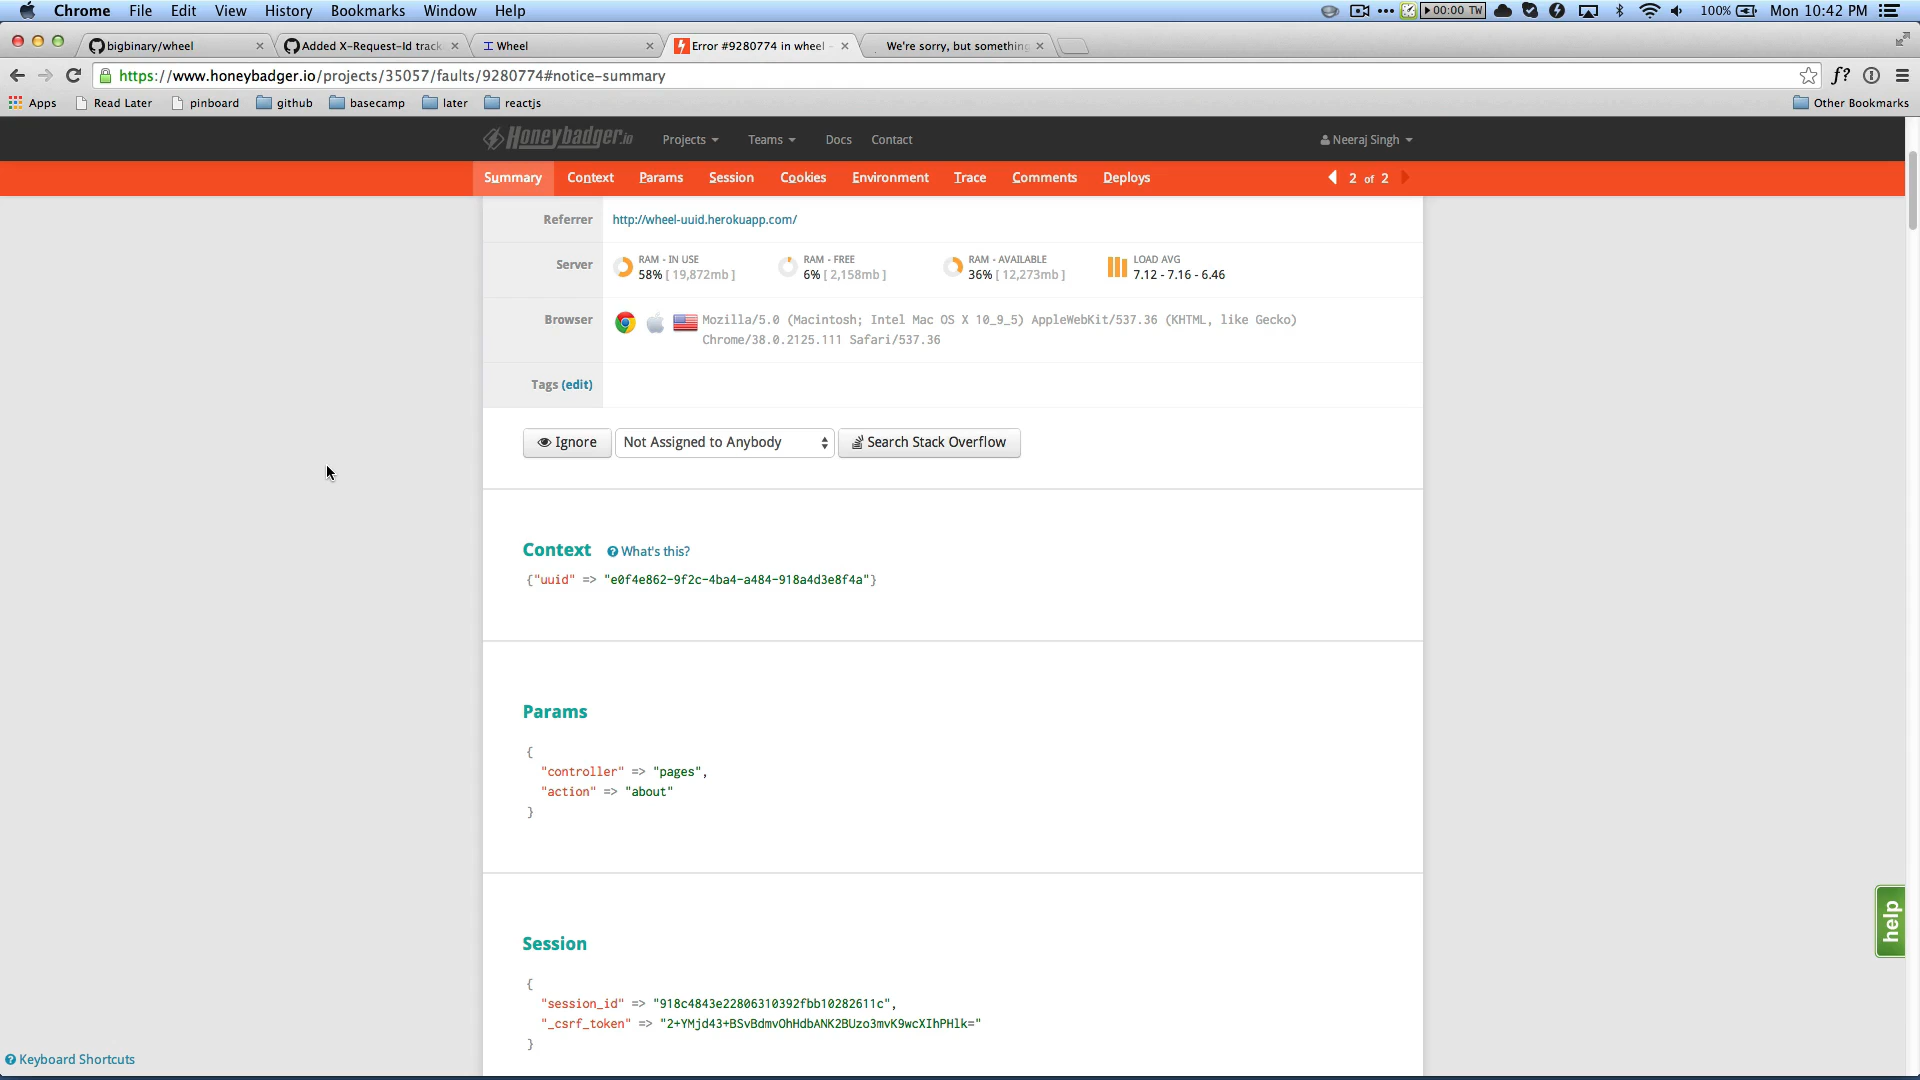 Chrome File Edit View History Bookmarks Window Help 00:00 TW 100% Mon 10:42 PM
bigbinary/wheel Added X-Request-Id track Wheel Error #9280774 in wheel - We're sorry, but something
https://www.honeybadger.io/projects/35057/faults/9280774#notice-summary f?
Apps Read Later pinboard github basecamp later reactjs Other Bookmarks
Honeybadger.io Projects Teams Docs Contact Neeraj Singh
Summary Context Params Session Cookies Environment Trace Comments Deploys 2 of 2
Referrer http://wheel-uuid.herokuapp.com/
RAM - IN USE RAM - FREE RAM - AVAILABLE LOAD AVG
Server 58% [ 19,872mb ] 6% [ 2,158mb ] 36% [ 12,273mb ] 7.12 - 7.16 - 6.46
Browser Mozilla/5.0 (Macintosh; Intel Mac OS X 10_9_5) AppleWebKit/537.36 (KHTML, like Gecko)
Chrome/38.0.2125.111 Safari/537.36
Tags (edit)
Ignore Not Assigned to Anybody Search Stack Overflow
Context What's this?
{"uuid" => "e0f4e862-9f2c-4ba4-a484-918a4d3e8f4a"}
Params
{
"controller" => "pages",
"action" => "about"
}
Session
{
"session_id" => "918c4843e22806310392fbb10282611c",
"_csrf_token" => "2+YMjd43+BSvBdmvOhHdbANK2BUzo3mvK9wcXIhPHlk="
}
help
Keyboard Shortcuts